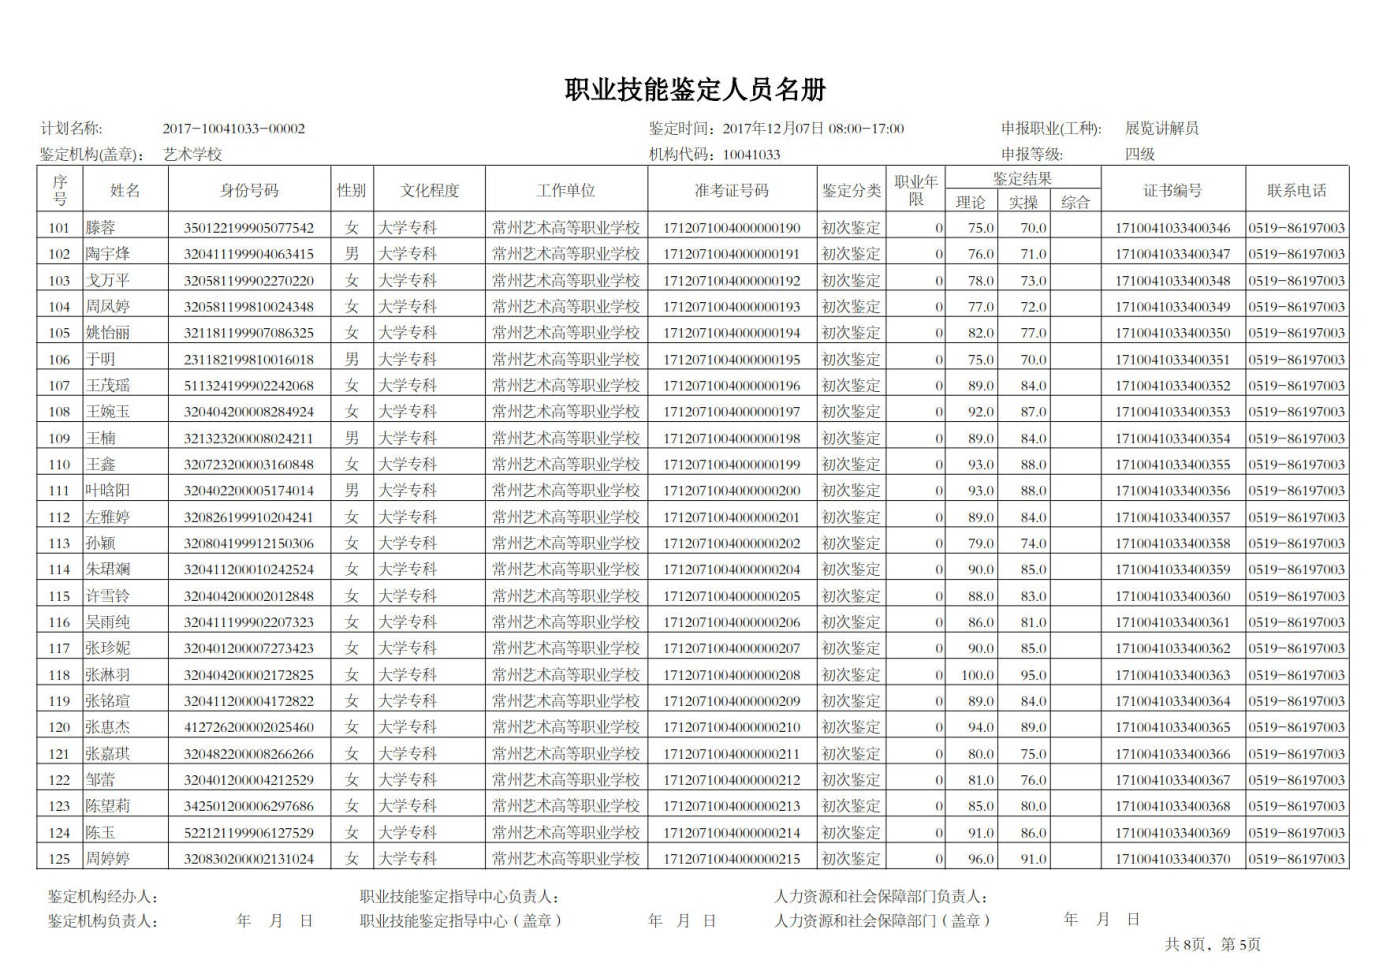 职业技能鉴定人员名册
计划名称: 2017-10041033-00002 鉴定时间: 2017年12月07日 08:00-17:00 申报职业(工种): 展览讲解员
鉴定机构(盖章): 艺术学校 机构代码: 10041033 申报等级: 四级
序号 姓名 身份号码 性别 文化程度 工作单位 准考证号码 鉴定分类 职业年限 鉴定结果 证书编号 联系电话
理论 实操 综合
101 滕蓉 350122199905077542 女 大学专科 常州艺术高等职业学校 1712071004000000190 初次鉴定 0 75.0 70.0 1710041033400346 0519-86197003
102 陶宇烽 320411199904063415 男 大学专科 常州艺术高等职业学校 1712071004000000191 初次鉴定 0 76.0 71.0 1710041033400347 0519-86197003
103 戈万平 320581199902270220 女 大学专科 常州艺术高等职业学校 1712071004000000192 初次鉴定 0 78.0 73.0 1710041033400348 0519-86197003
104 周凤婷 320581199810024348 女 大学专科 常州艺术高等职业学校 1712071004000000193 初次鉴定 0 77.0 72.0 1710041033400349 0519-86197003
105 姚怡丽 321181199907086325 女 大学专科 常州艺术高等职业学校 1712071004000000194 初次鉴定 0 82.0 77.0 1710041033400350 0519-86197003
106 于明 231182199810016018 男 大学专科 常州艺术高等职业学校 1712071004000000195 初次鉴定 0 75.0 70.0 1710041033400351 0519-86197003
107 王茂瑶 511324199902242068 女 大学专科 常州艺术高等职业学校 1712071004000000196 初次鉴定 0 89.0 84.0 1710041033400352 0519-86197003
108 王婉玉 320404200008284924 女 大学专科 常州艺术高等职业学校 1712071004000000197 初次鉴定 0 92.0 87.0 1710041033400353 0519-86197003
109 王楠 321323200008024211 男 大学专科 常州艺术高等职业学校 1712071004000000198 初次鉴定 0 89.0 84.0 1710041033400354 0519-86197003
110 王鑫 320723200003160848 女 大学专科 常州艺术高等职业学校 1712071004000000199 初次鉴定 0 93.0 88.0 1710041033400355 0519-86197003
111 叶晗阳 320402200005174014 男 大学专科 常州艺术高等职业学校 1712071004000000200 初次鉴定 0 93.0 88.0 1710041033400356 0519-86197003
112 左雅婷 320826199910204241 女 大学专科 常州艺术高等职业学校 1712071004000000201 初次鉴定 0 89.0 84.0 1710041033400357 0519-86197003
113 孙颖 320804199912150306 女 大学专科 常州艺术高等职业学校 1712071004000000202 初次鉴定 0 79.0 74.0 1710041033400358 0519-86197003
114 朱珺斓 320411200010242524 女 大学专科 常州艺术高等职业学校 1712071004000000204 初次鉴定 0 90.0 85.0 1710041033400359 0519-86197003
115 许雪铃 320404200002012848 女 大学专科 常州艺术高等职业学校 1712071004000000205 初次鉴定 0 88.0 83.0 1710041033400360 0519-86197003
116 吴雨纯 320411199902207323 女 大学专科 常州艺术高等职业学校 1712071004000000206 初次鉴定 0 86.0 81.0 1710041033400361 0519-86197003
117 张珍妮 320401200007273423 女 大学专科 常州艺术高等职业学校 1712071004000000207 初次鉴定 0 90.0 85.0 1710041033400362 0519-86197003
118 张淋羽 320404200002172825 女 大学专科 常州艺术高等职业学校 1712071004000000208 初次鉴定 0 100.0 95.0 1710041033400363 0519-86197003
119 张铭瑄 320411200004172822 女 大学专科 常州艺术高等职业学校 1712071004000000209 初次鉴定 0 89.0 84.0 1710041033400364 0519-86197003
120 张惠杰 412726200002025460 女 大学专科 常州艺术高等职业学校 1712071004000000210 初次鉴定 0 94.0 89.0 1710041033400365 0519-86197003
121 张嘉琪 320482200008266266 女 大学专科 常州艺术高等职业学校 1712071004000000211 初次鉴定 0 80.0 75.0 1710041033400366 0519-86197003
122 邹蕾 320401200004212529 女 大学专科 常州艺术高等职业学校 1712071004000000212 初次鉴定 0 81.0 76.0 1710041033400367 0519-86197003
123 陈望莉 342501200006297686 女 大学专科 常州艺术高等职业学校 1712071004000000213 初次鉴定 0 85.0 80.0 1710041033400368 0519-86197003
124 陈玉 522121199906127529 女 大学专科 常州艺术高等职业学校 1712071004000000214 初次鉴定 0 91.0 86.0 1710041033400369 0519-86197003
125 周婷婷 320830200002131024 女 大学专科 常州艺术高等职业学校 1712071004000000215 初次鉴定 0 96.0 91.0 1710041033400370 0519-86197003
鉴定机构经办人: 职业技能鉴定指导中心负责人: 人力资源和社会保障部门负责人:
鉴定机构负责人: 年 月 日 职业技能鉴定指导中心（盖章） 年 月 日 人力资源和社会保障部门（盖章） 年 月 日
共 8页, 第 5页